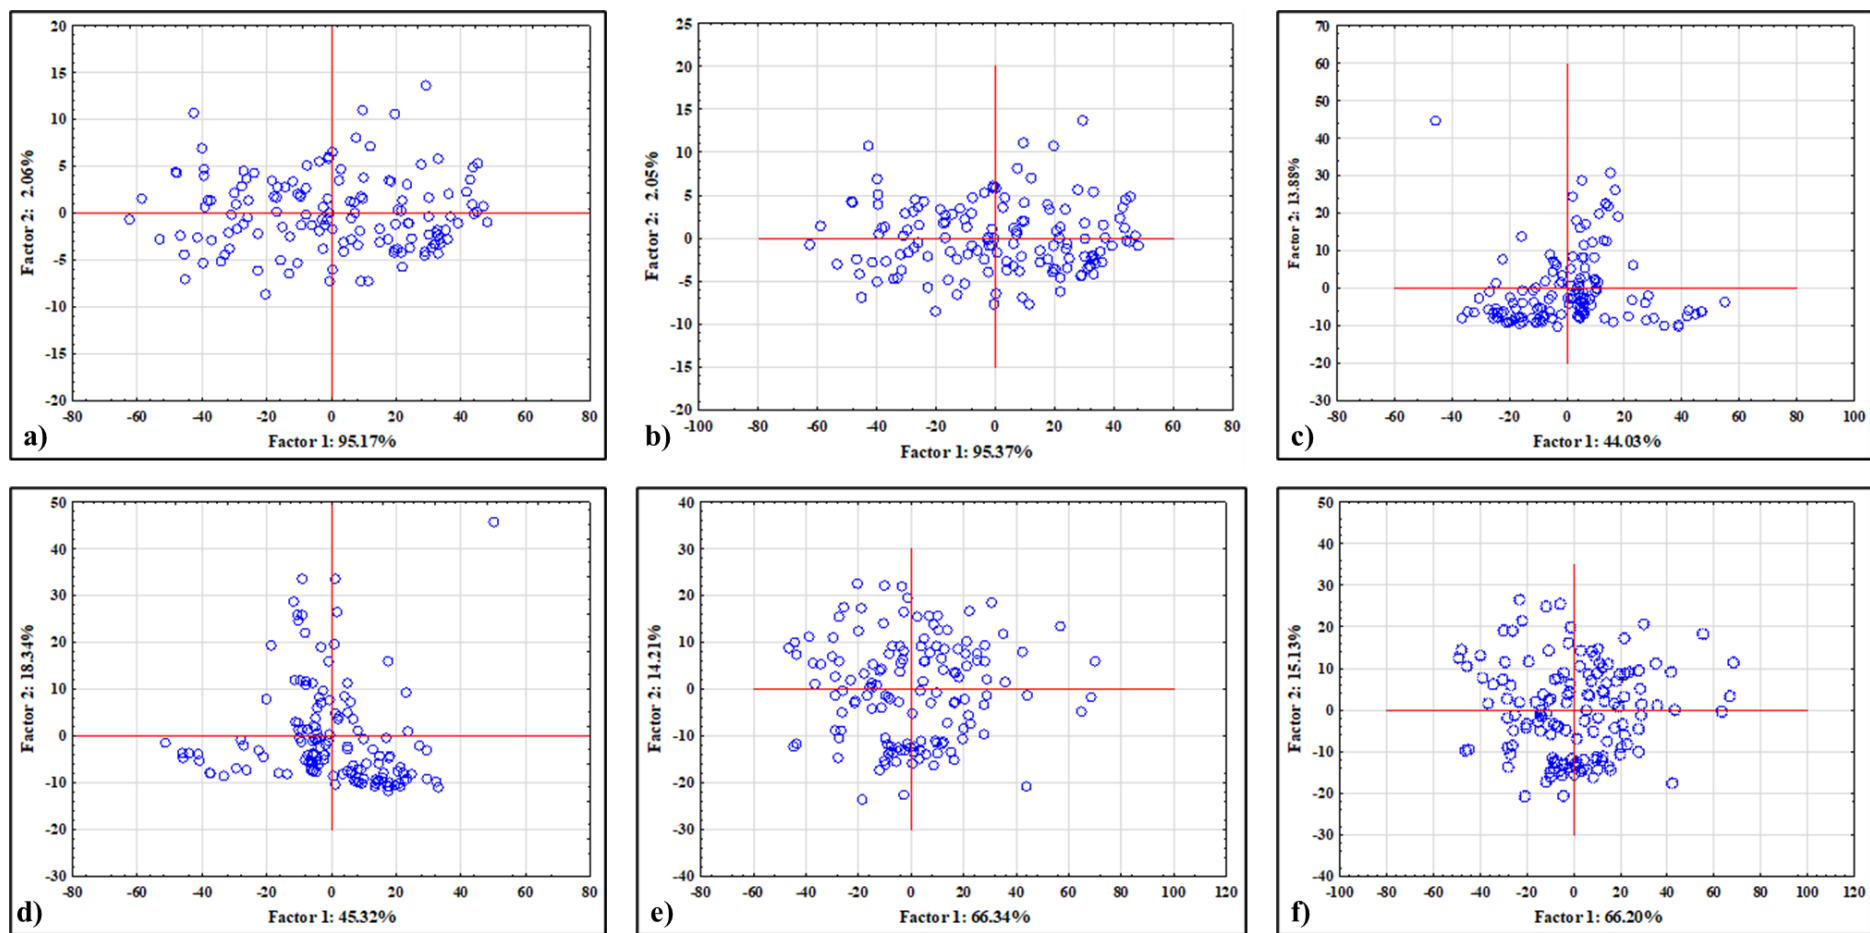 20
15
10
5
0
-5
-10
-15
-20
Factor 2: 2.06%
-80 -60 -40 -20 0 20 40 60 80
Factor 1: 95.17%
a)
25
20
15
10
5
0
-5
-10
-15
-20
Factor 2: 2.05%
-100 -80 -60 -40 -20 0 20 40 60 80
Factor 1: 95.37%
b)
70
60
50
40
30
20
10
0
-10
-20
-30
Factor 2: 13.88%
-80 -60 -40 -20 0 20 40 60 80 100
Factor 1: 44.03%
c)
50
40
30
20
10
0
-10
-20
-30
Factor 2: 18.34%
-80 -60 -40 -20 0 20 40 60 80
Factor 1: 45.32%
d)
40
30
20
10
0
-10
-20
-30
-40
Factor 2: 14.21%
-80 -60 -40 -20 0 20 40 60 80 100 120
Factor 1: 66.34%
e)
50
40
30
20
10
0
-10
-20
-30
-40
Factor 2: 15.13%
-100 -80 -60 -40 -20 0 20 40 60 80 100 120
Factor 1: 66.20%
f)